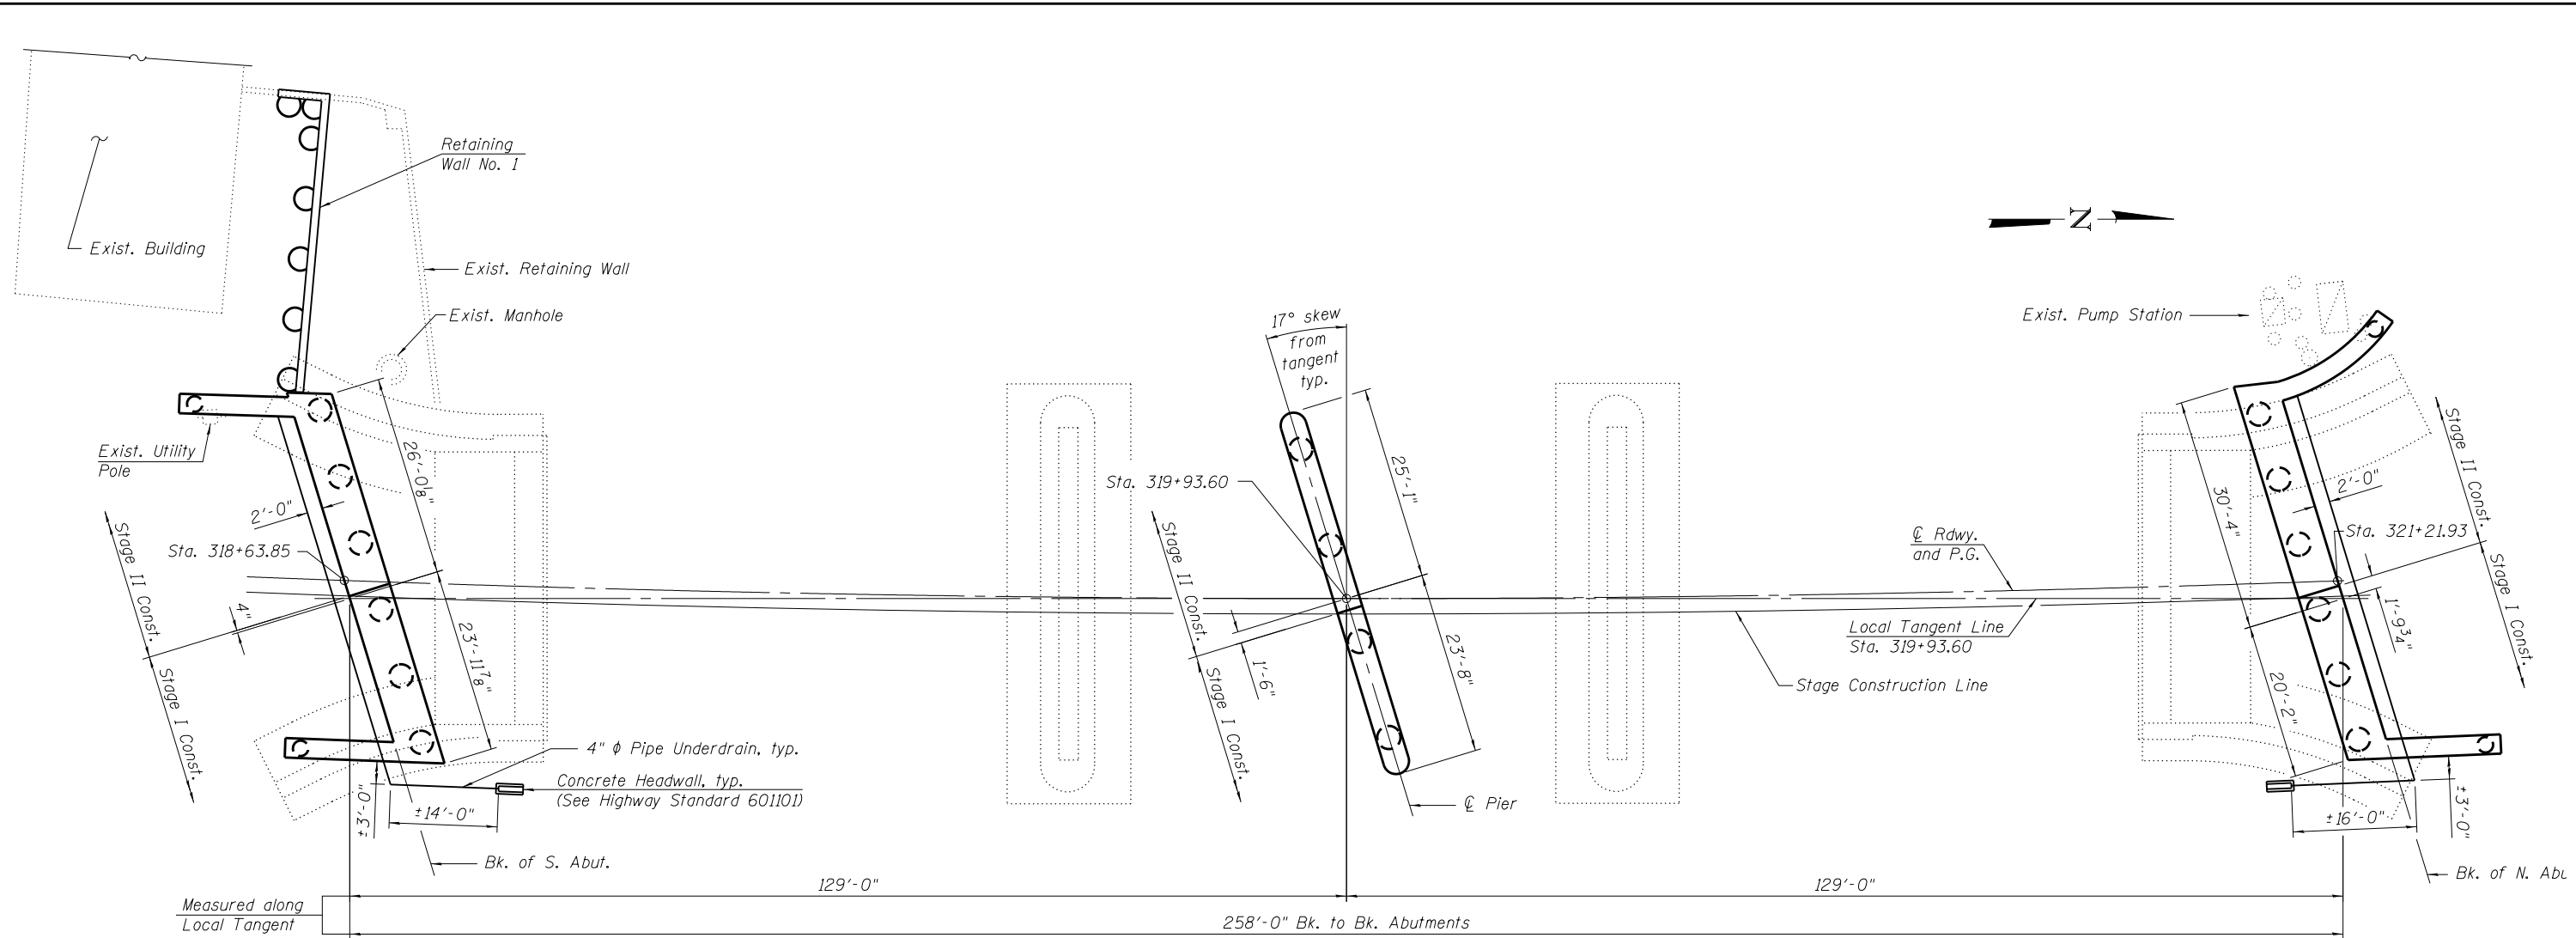 Retaining
Wall No. 1
Exist. Building
Exist. Retaining Wall
Exist. Manhole
N
Exist. Pump Station
17° skew
from
tangent
typ.
Exist. Utility
Pole
2'-0"
Sta. 318+63.85
26'-0 1/8"
23'-11 7/8"
4"
Stage II Const.
Stage I Const.
Sta. 319+93.60
25'-1"
23'-8"
1'-6"
Stage II Const.
Stage I Const.
℄ Rdwy.
and P.G.
Local Tangent Line
Sta. 319+93.60
Stage Construction Line
30'-4"
20'-2"
2'-0"
Sta. 321+21.93
1'-9 3/4"
Stage II Const.
Stage I Const.
4" ϕ Pipe Underdrain, typ.
Concrete Headwall, typ.
(See Highway Standard 601101)
±3'-0"
±14'-0"
Bk. of S. Abut.
℄ Pier
±16'-0"
±3'-0"
Bk. of N. Abu
129'-0"
129'-0"
Measured along
Local Tangent
258'-0" Bk. to Bk. Abutments